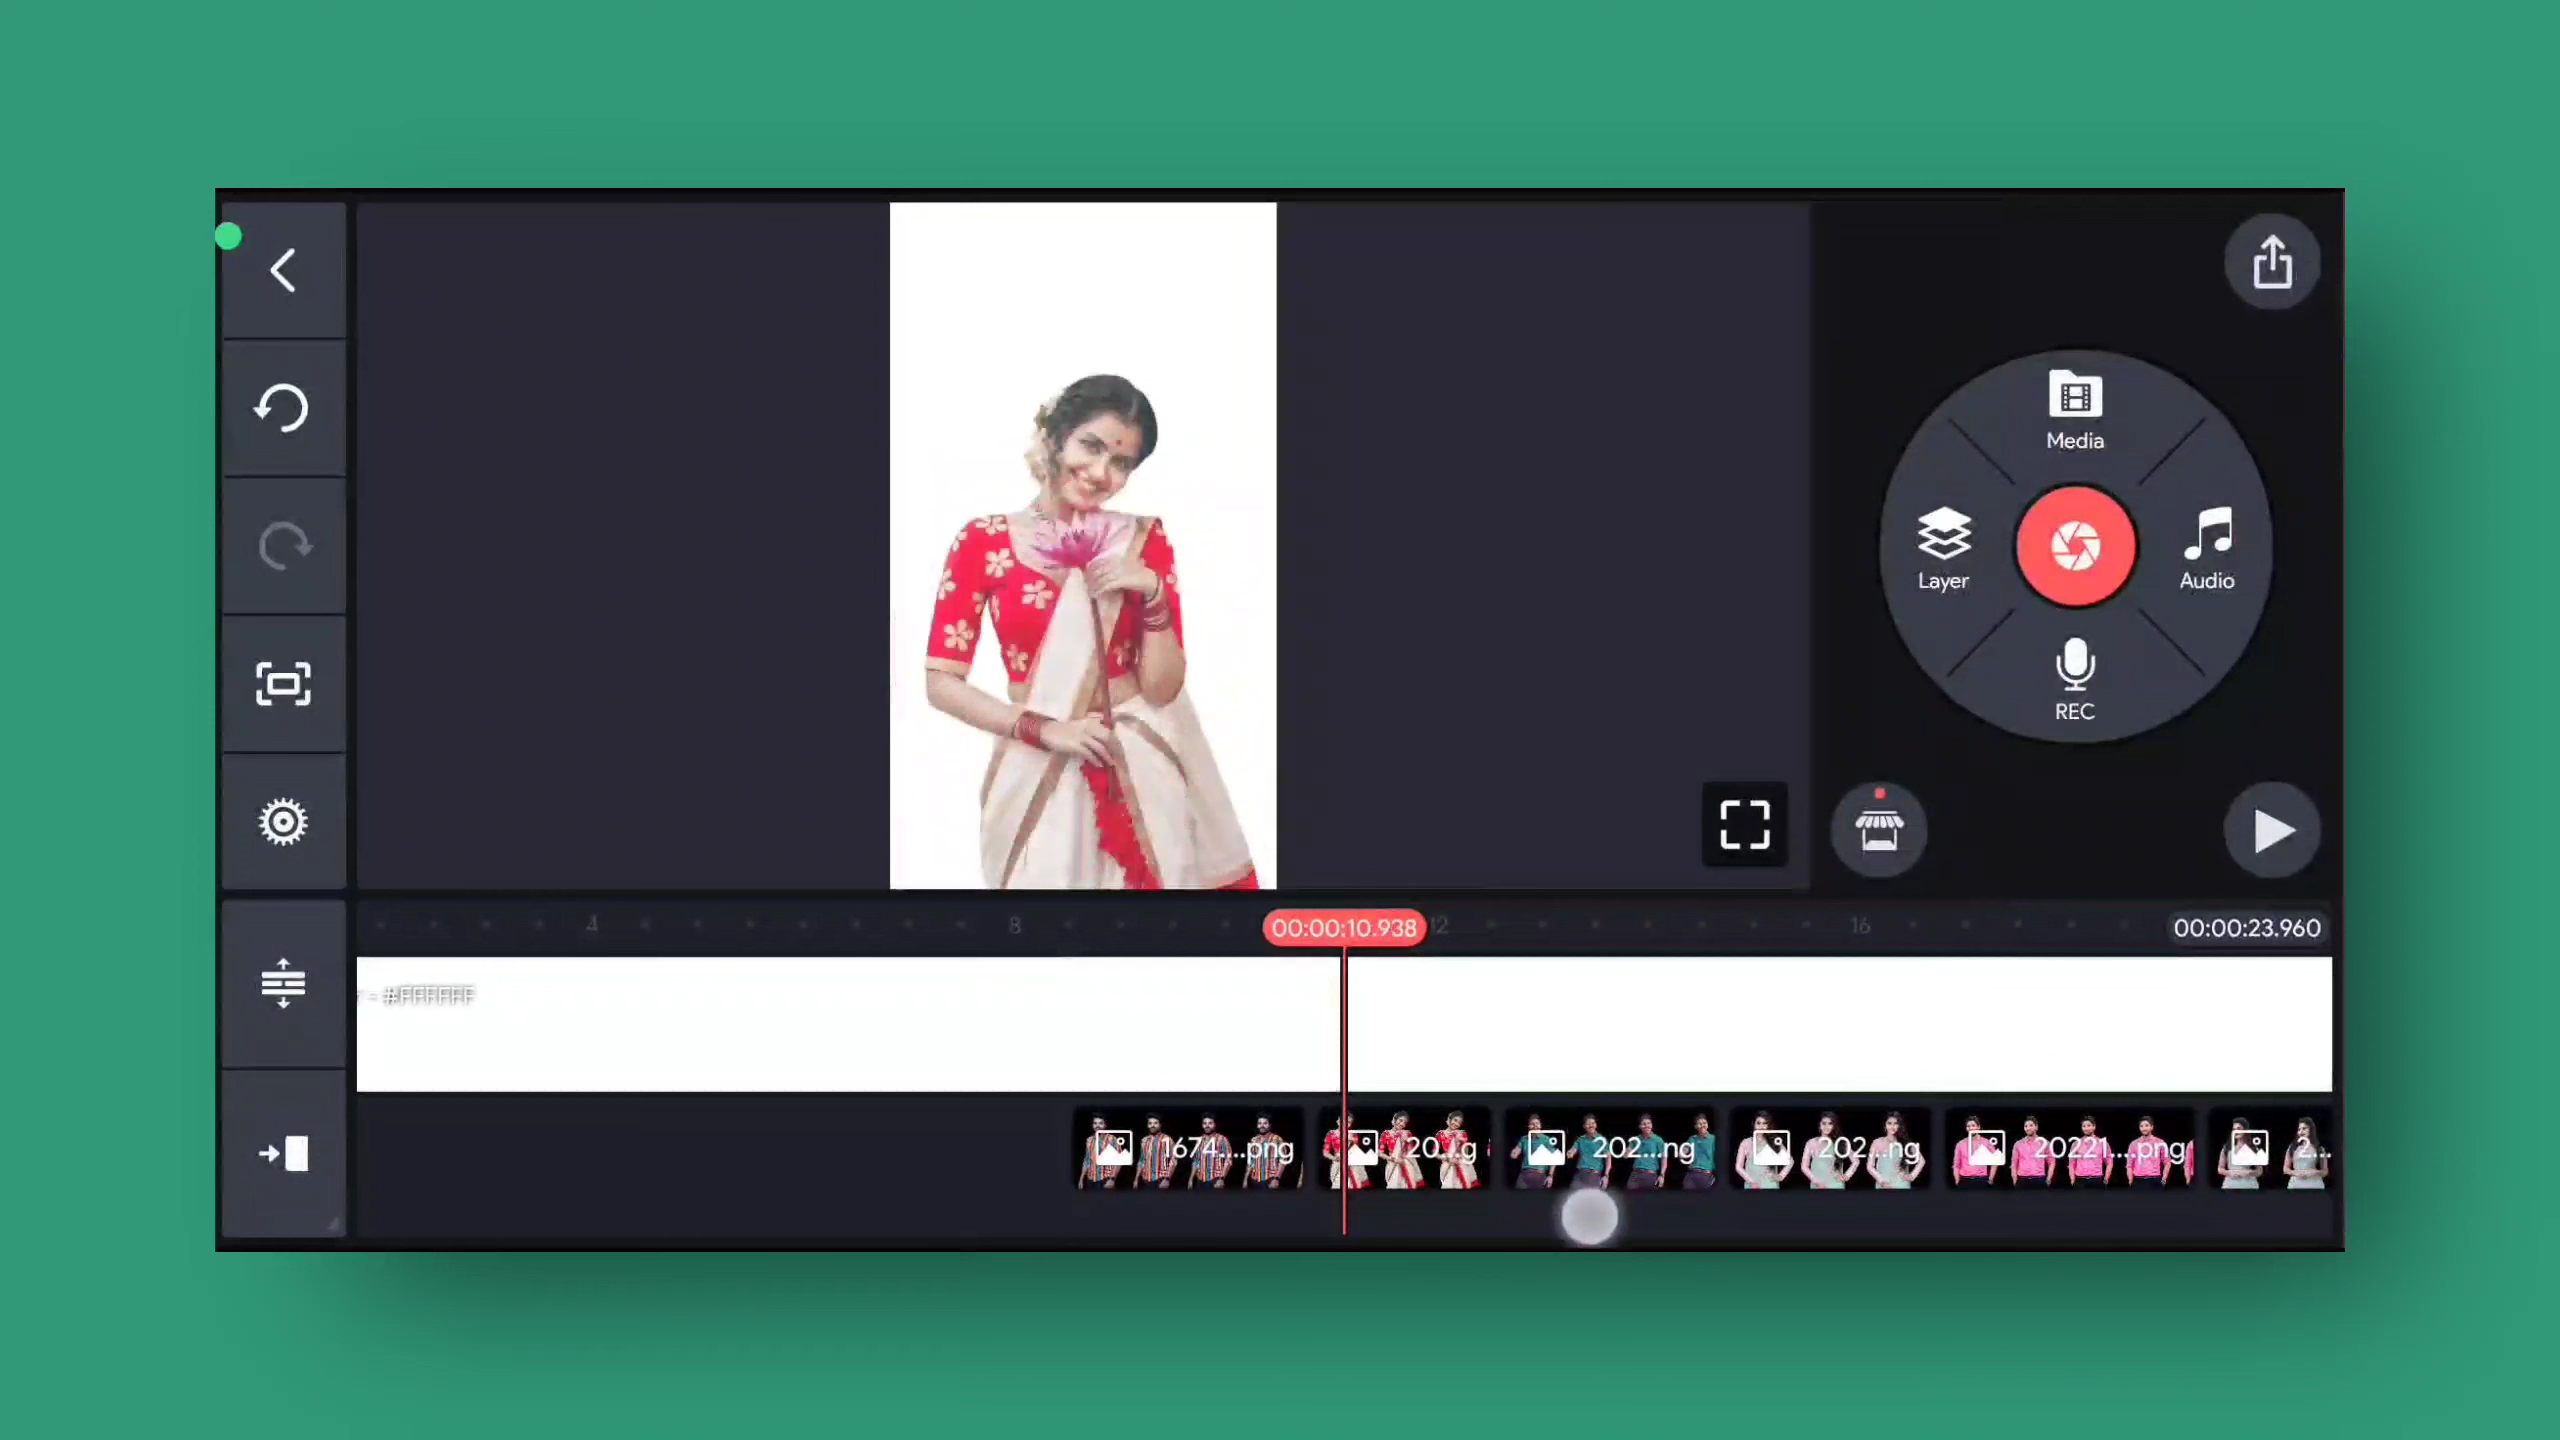 Media
Layer
Audio
REC
4
8
00:00:10.938
12
16
00:00:23.960
= #FFFFFF
1674....png
20...g
202...ng
202...ng
20221....png
2...